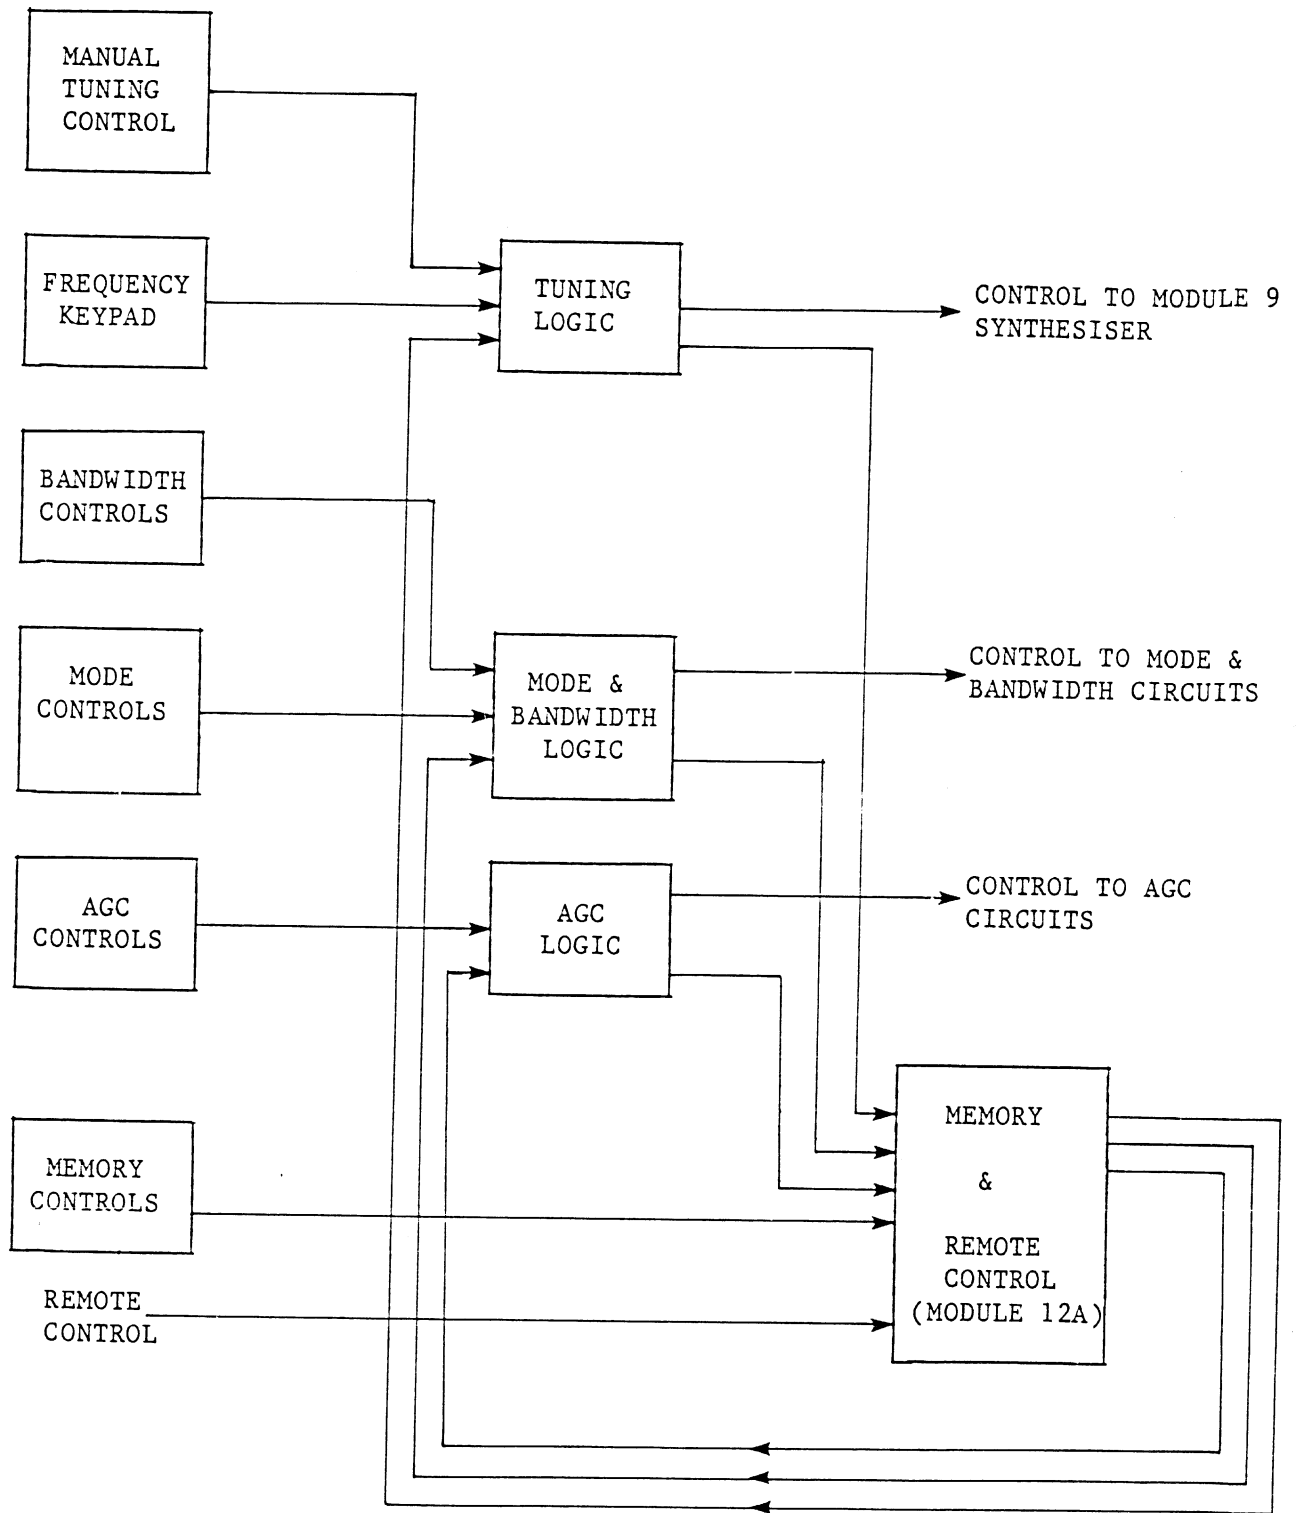 MANUAL
TUNING
CONTROL
FREQUENCY
KEYPAD
TUNING
LOGIC
CONTROL TO MODULE 9
SYNTHESISER
BANDWIDTH
CONTROLS
MODE
CONTROLS
MODE &
BANDWIDTH
LOGIC
CONTROL TO MODE &
BANDWIDTH CIRCUITS
AGC
CONTROLS
AGC
LOGIC
CONTROL TO AGC
CIRCUITS
MEMORY
CONTROLS
MEMORY
&
REMOTE
CONTROL
(MODULE 12A)
REMOTE
CONTROL